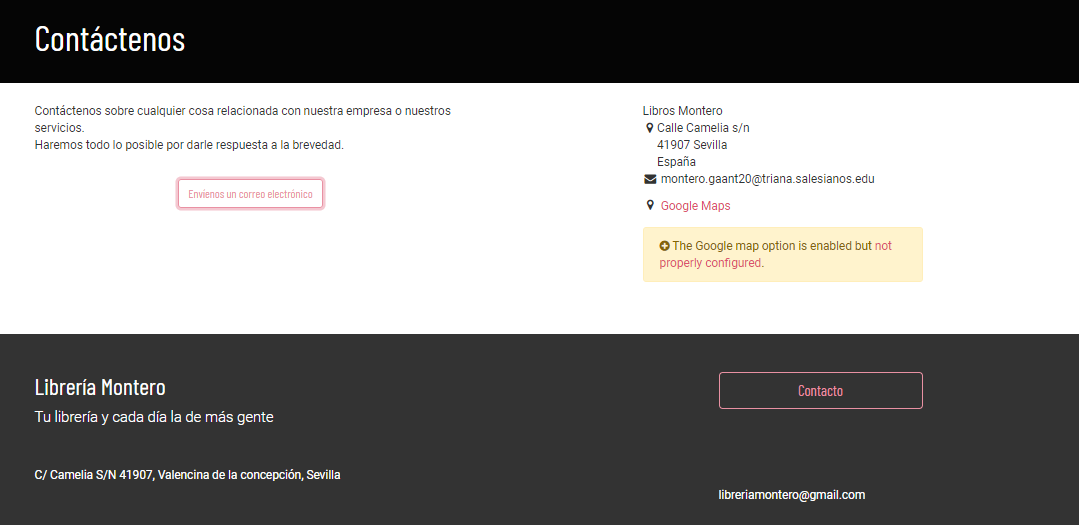 Contáctenos
Contáctenos sobre cualquier cosa relacionada con nuestra empresa o nuestros
servicios.
Haremos todo lo posible por darle respuesta a la brevedad.
Envíenos un correo electrónico
Libros Montero
Calle Camelia s/n
41907 Sevilla
España
montero.gaant20@triana.salesianos.edu
Google Maps
The Google map option is enabled but not
properly configured.
Librería Montero
Tu librería y cada día la de más gente
C/ Camelia S/N 41907, Valencina de la concepción, Sevilla
Contacto
libreriamontero@gmail.com